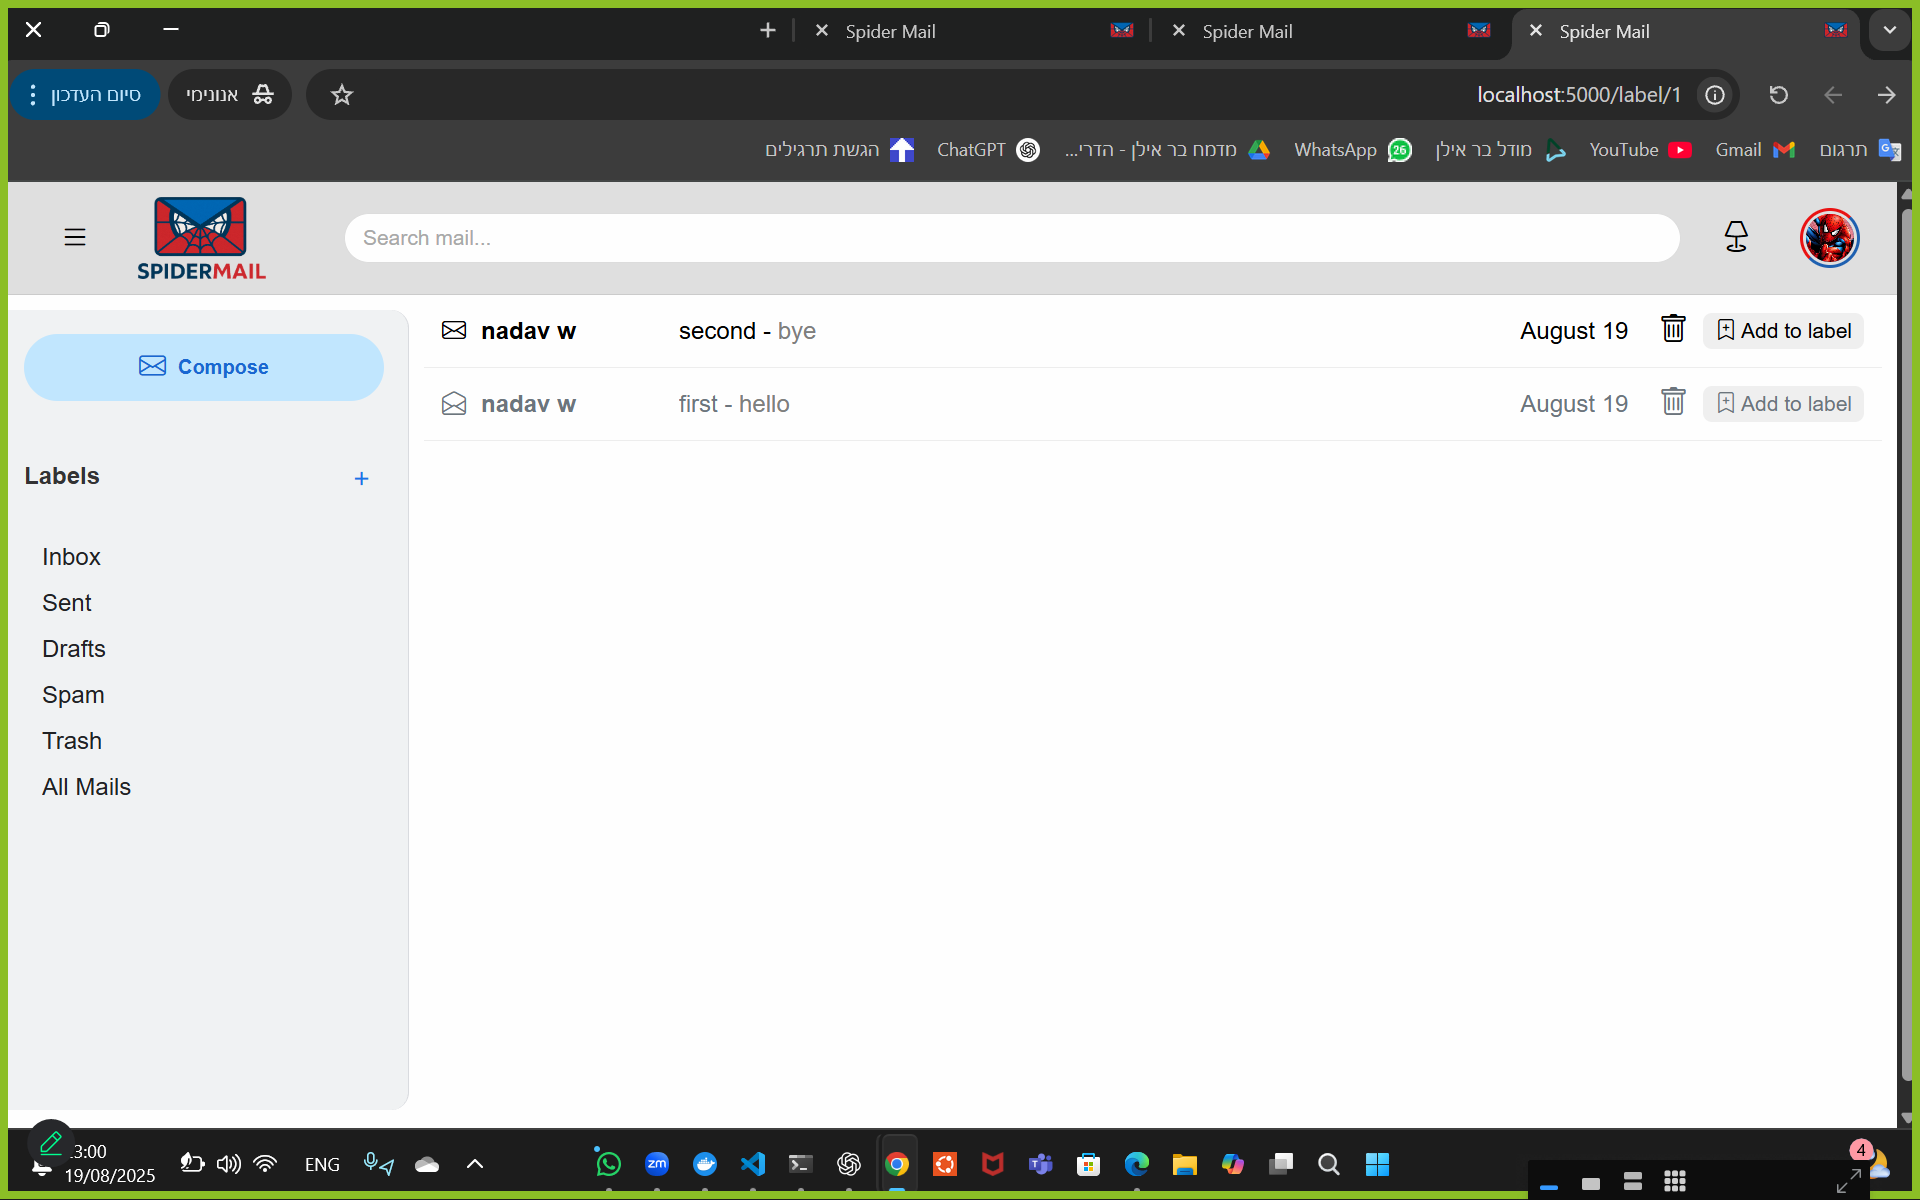 Spider Mail
Spider Mail
Spider Mail
סיום העדכון
אנונימי
localhost:5000/label/1
הגשת תרגילים
ChatGPT
מדמח בר אילן - הדרי...
WhatsApp
26
מודל בר אילן
YouTube
Gmail
תרגום
SPIDERMAIL
Search mail...
Compose
nadav w
second - bye
August 19
Add to label
nadav w
first - hello
August 19
Add to label
Labels
+
Inbox
Sent
Drafts
Spam
Trash
All Mails
3:00
19/08/2025
ENG
zm
4